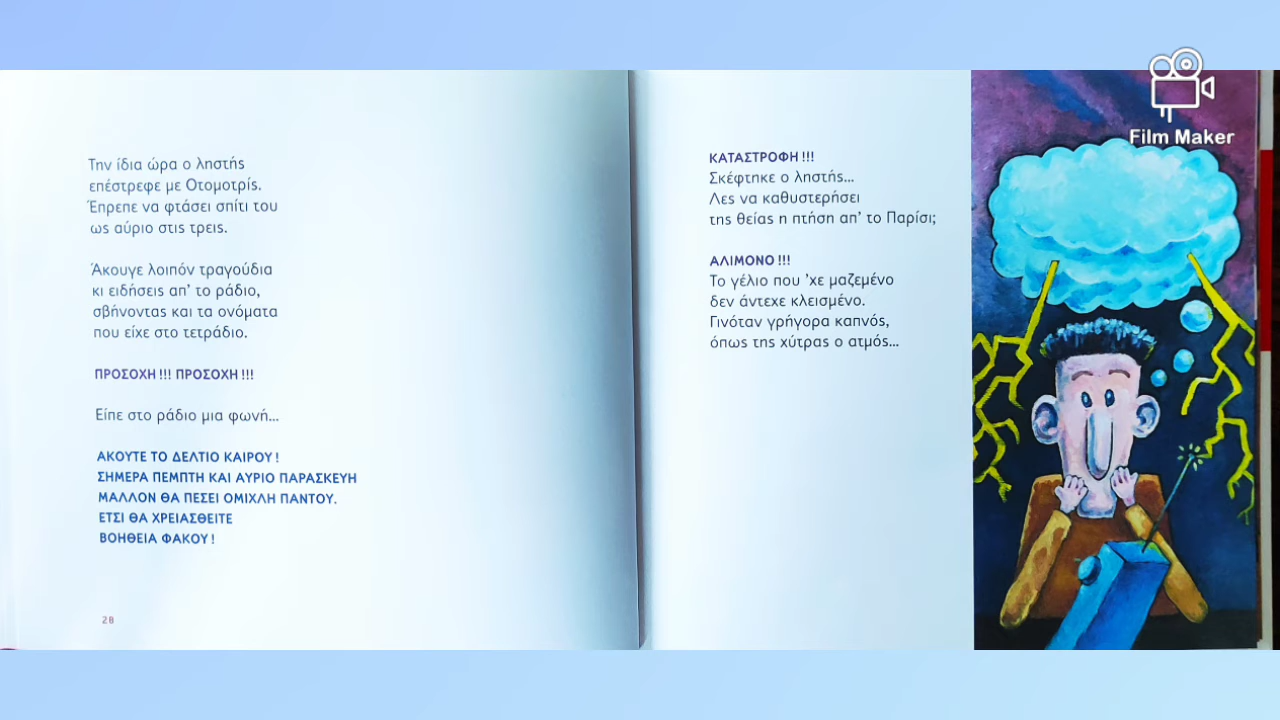 Την ίδια ώρα ο ληστής
επέστρεφε με Οτομοτρίς.
Έπρεπε να φτάσει σπίτι του
ως αύριο στις τρεις.
Άκουγε λοιπόν τραγούδια
κι ειδήσεις απ' το ράδιο,
σβήνοντας και τα ονόματα
που είχε στο τετράδιο.
ΠΡΟΣΟΧΗ!!! ΠΡΟΣΟΧΗ!!!
Είπε στο ράδιο μια φωνή...
ΑΚΟΥΤΕ ΤΟ ΔΕΛΤΙΟ ΚΑΙΡΟΥ!
ΣΗΜΕΡΑ ΠΕΜΠΤΗ ΚΑΙ ΑΥΡΙΟ ΠΑΡΑΣΚΕΥΗ
ΜΑΛΛΟΝ ΘΑ ΠΕΣΕΙ ΟΜΙΧΛΗ ΠΑΝΤΟΥ.
ΕΤΣΙ ΘΑ ΧΡΕΙΑΣΘΕΙΤΕ
ΒΟΗΘΕΙΑ ΦΑΚΟΥ!
28
ΚΑΤΑΣΤΡΟΦΗ!!!
Σκέφτηκε ο ληστής...
Λες να καθυστερήσει
της θείας η πτήση απ' το Παρίσι;
ΑΛΙΜΟΝΟ!!!
Το γέλιο που 'χε μαζεμένο
δεν άντεχε κλεισμένο.
Γινόταν γρήγορα καπνός,
όπως της χύτρας ο ατμός...
Film Maker